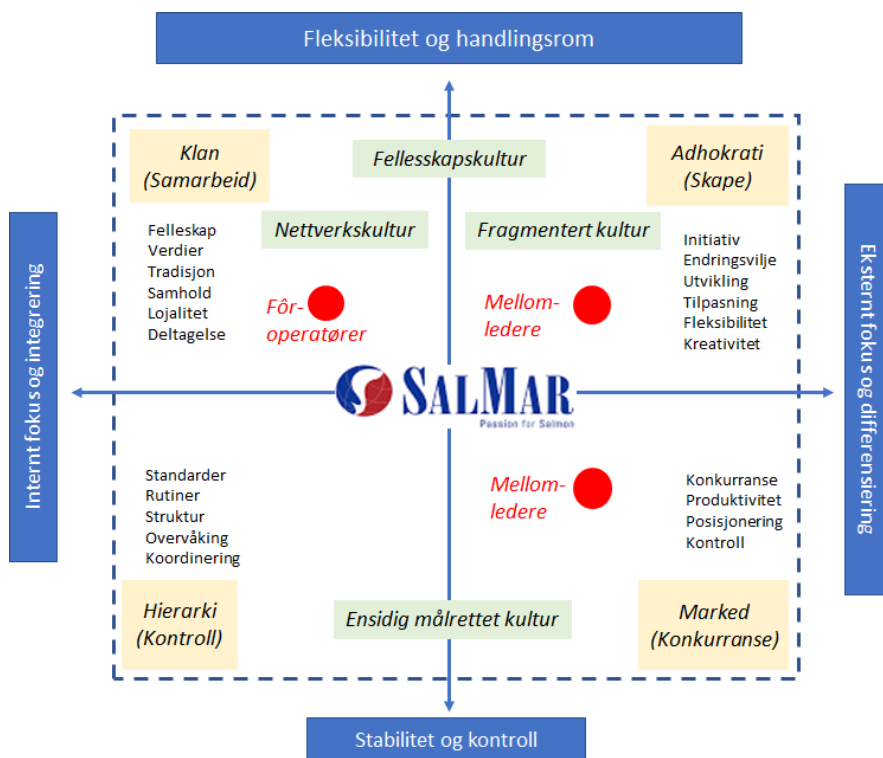 Fleksibilitet og handlingsrom
Klan
(Samarbeid)
Fellesskapskultur
Adhokrati
(Skape)
Nettverkskultur
Fragmentert kultur
Felleskap
Verdier
Tradisjon
Samhold
Lojalitet
Deltagelse
Initiativ
Endringsvilje
Utvikling
Tilpasning
Fleksibilitet
Kreativitet
Fôr-
operatører
Mellom-
ledere
Internt fokus og integrering
Eksternt fokus og differensiering
SALMAR
Passion for Salmon
Standarder
Rutiner
Struktur
Overvåking
Koordinering
Mellom-
ledere
Konkurranse
Produktivitet
Posisjonering
Kontroll
Hierarki
(Kontroll)
Ensidig målrettet kultur
Marked
(Konkurranse)
Stabilitet og kontroll